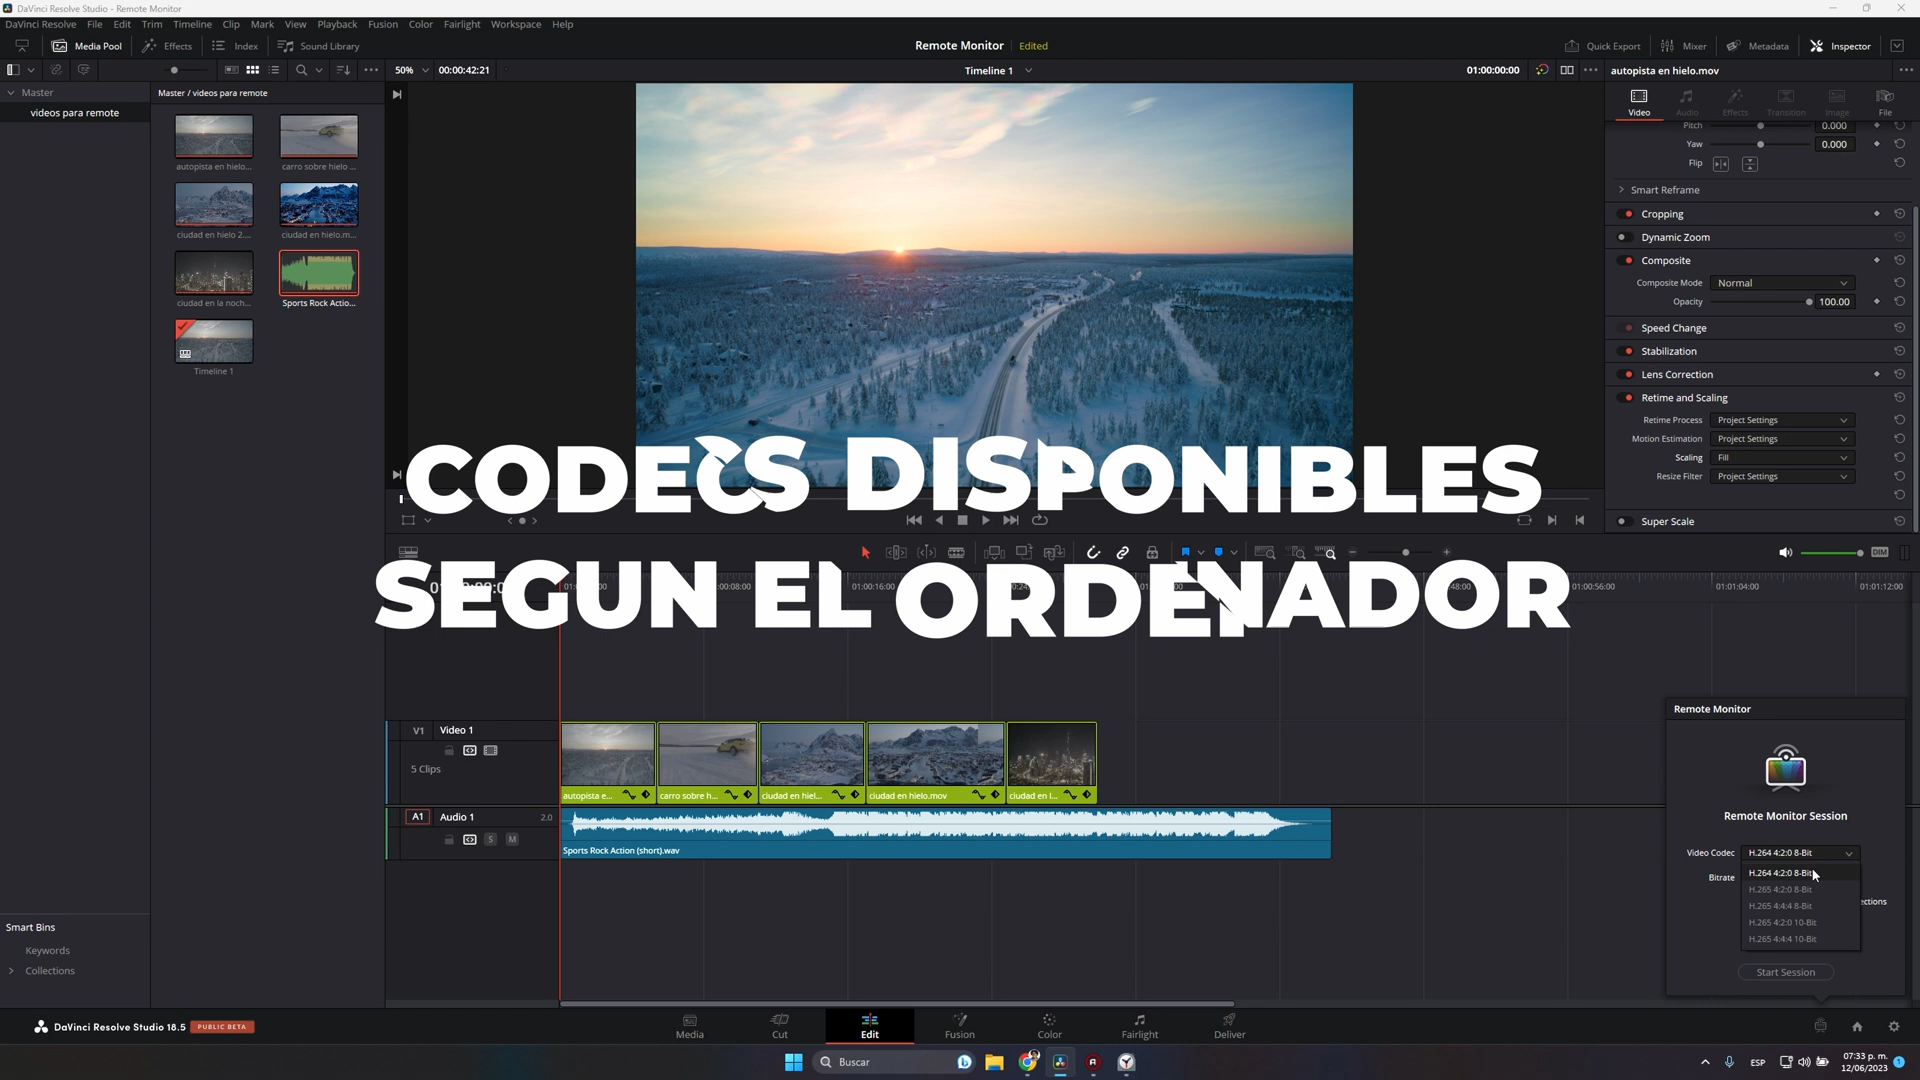 DaVinci Resolve Studio - Remote Monitor
DaVinci Resolve File Edit Trim Timeline Clip Mark View Playback Fusion Color Fairlight Workspace Help
Media Pool Effects Index Sound Library
Remote Monitor Edited
Quick Export Mixer Metadata Inspector
50% 00:00:42:21
Timeline 1
01:00:00:00
autopista en hielo.mov
Master
Master / videos para remote
videos para remote
Video Audio Effects Transition Image File
autopista en hielo...
carro sobre hielo ...
ciudad en hielo 2....
ciudad en hielo.m...
ciudad en la noch...
Sports Rock Actio...
Timeline 1
Pitch 0.000
Yaw 0.000
Flip
Smart Reframe
Cropping
Dynamic Zoom
Composite
Composite Mode Normal
Opacity 100.00
Speed Change
Stabilization
Lens Correction
Retime and Scaling
Retime Process Project Settings
Motion Estimation Project Settings
Scaling Fill
Resize Filter Project Settings
Super Scale
CODECS DISPONIBLES
SEGUN EL ORDENADOR
DIM
01:00:16:00
01:00:56:00
01:01:04:00
01:01:12:00
V1 Video 1
5 Clips
autopista e...
carro sobre h...
ciudad en hiel...
ciudad en hielo.mov
ciudad en l...
A1 Audio 1 2.0
S M
Sports Rock Action (short).wav
Remote Monitor
Remote Monitor Session
Video Codec H.264 4:2:0 8-Bit
Bitrate
H.264 4:2:0 8-Bit
H.265 4:2:0 8-Bit
H.265 4:4:4 8-Bit
H.265 4:2:0 10-Bit
H.265 4:4:4 10-Bit
Start Session
Smart Bins
Keywords
Collections
DaVinci Resolve Studio 18.5 PUBLIC BETA
Media Cut Edit Fusion Color Fairlight Deliver
Buscar
ESP
07:33 p. m.
12/06/2023
1